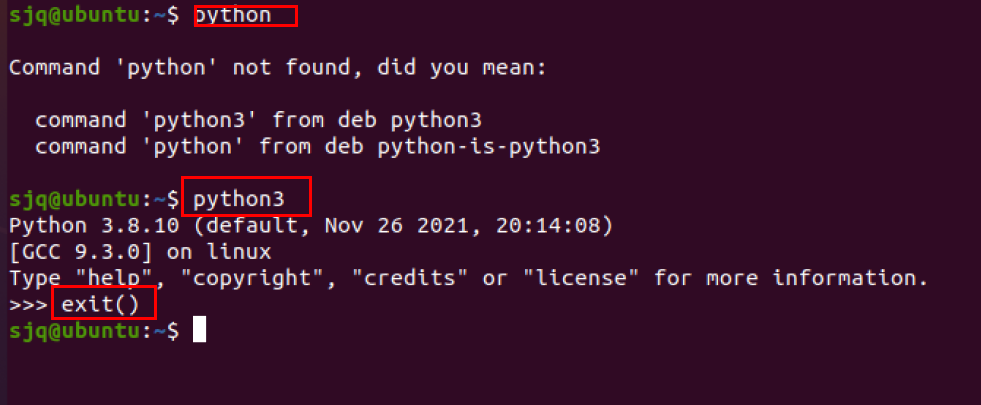 sjq@ubuntu:~$ python
Command 'python' not found, did you mean:
command 'python3' from deb python3
command 'python' from deb python-is-python3
sjq@ubuntu:~$ python3
Python 3.8.10 (default, Nov 26 2021, 20:14:08)
[GCC 9.3.0] on linux
Type "help", "copyright", "credits" or "license" for more information.
>>> exit()
sjq@ubuntu:~$